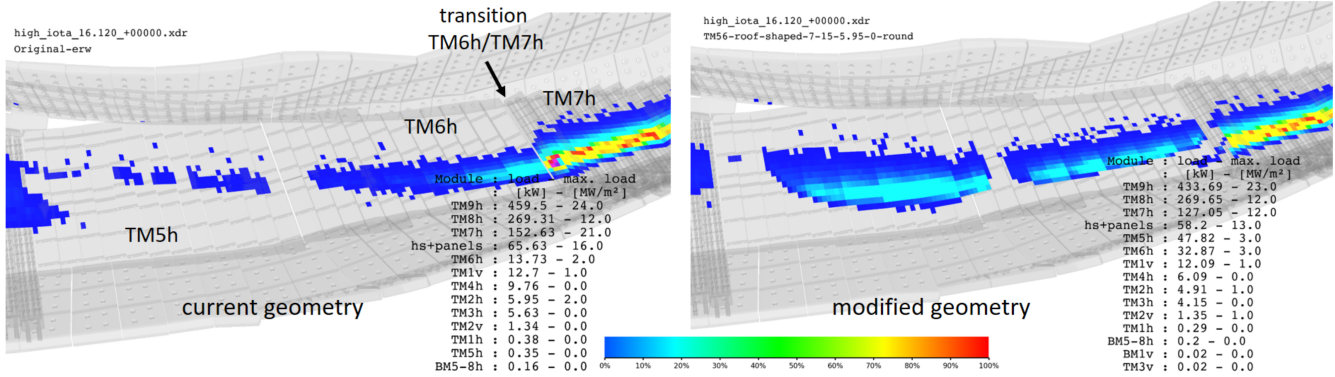 high_iota_16.120_+00000.xdr
Original-erw
transition
TM6h/TM7h
TM7h
TM6h
TM5h
Module : load - max. load
: [kW] - [MW/m²]
TM9h : 459.5 - 24.0
TM8h : 269.31 - 12.0
TM7h : 152.63 - 21.0
hs+panels : 65.63 - 16.0
TM6h : 13.73 - 2.0
TM1v : 12.7 - 1.0
TM4h : 9.76 - 0.0
TM2h : 5.95 - 2.0
TM3h : 5.63 - 0.0
TM2v : 1.34 - 0.0
TM1h : 0.38 - 0.0
TM5h : 0.35 - 0.0
BM5-8h : 0.16 - 0.0
current geometry
high_iota_16.120_+00000.xdr
TM56-roof-shaped-7-15-5.95-0-round
Module : load - max. load
: [kW] - [MW/m²]
TM9h : 433.69 - 23.0
TM8h : 269.65 - 12.0
TM7h : 127.05 - 12.0
hs+panels : 58.2 - 13.0
TM5h : 47.82 - 3.0
TM6h : 32.87 - 3.0
TM1v : 12.09 - 1.0
TM4h : 6.09 - 0.0
TM2h : 4.91 - 1.0
TM3h : 4.15 - 0.0
TM2v : 1.35 - 1.0
TM1h : 0.29 - 0.0
BM5-8h : 0.2 - 0.0
BM1v : 0.02 - 0.0
TM3v : 0.02 - 0.0
modified geometry
0% 10% 20% 30% 40% 50% 60% 70% 80% 90% 100%